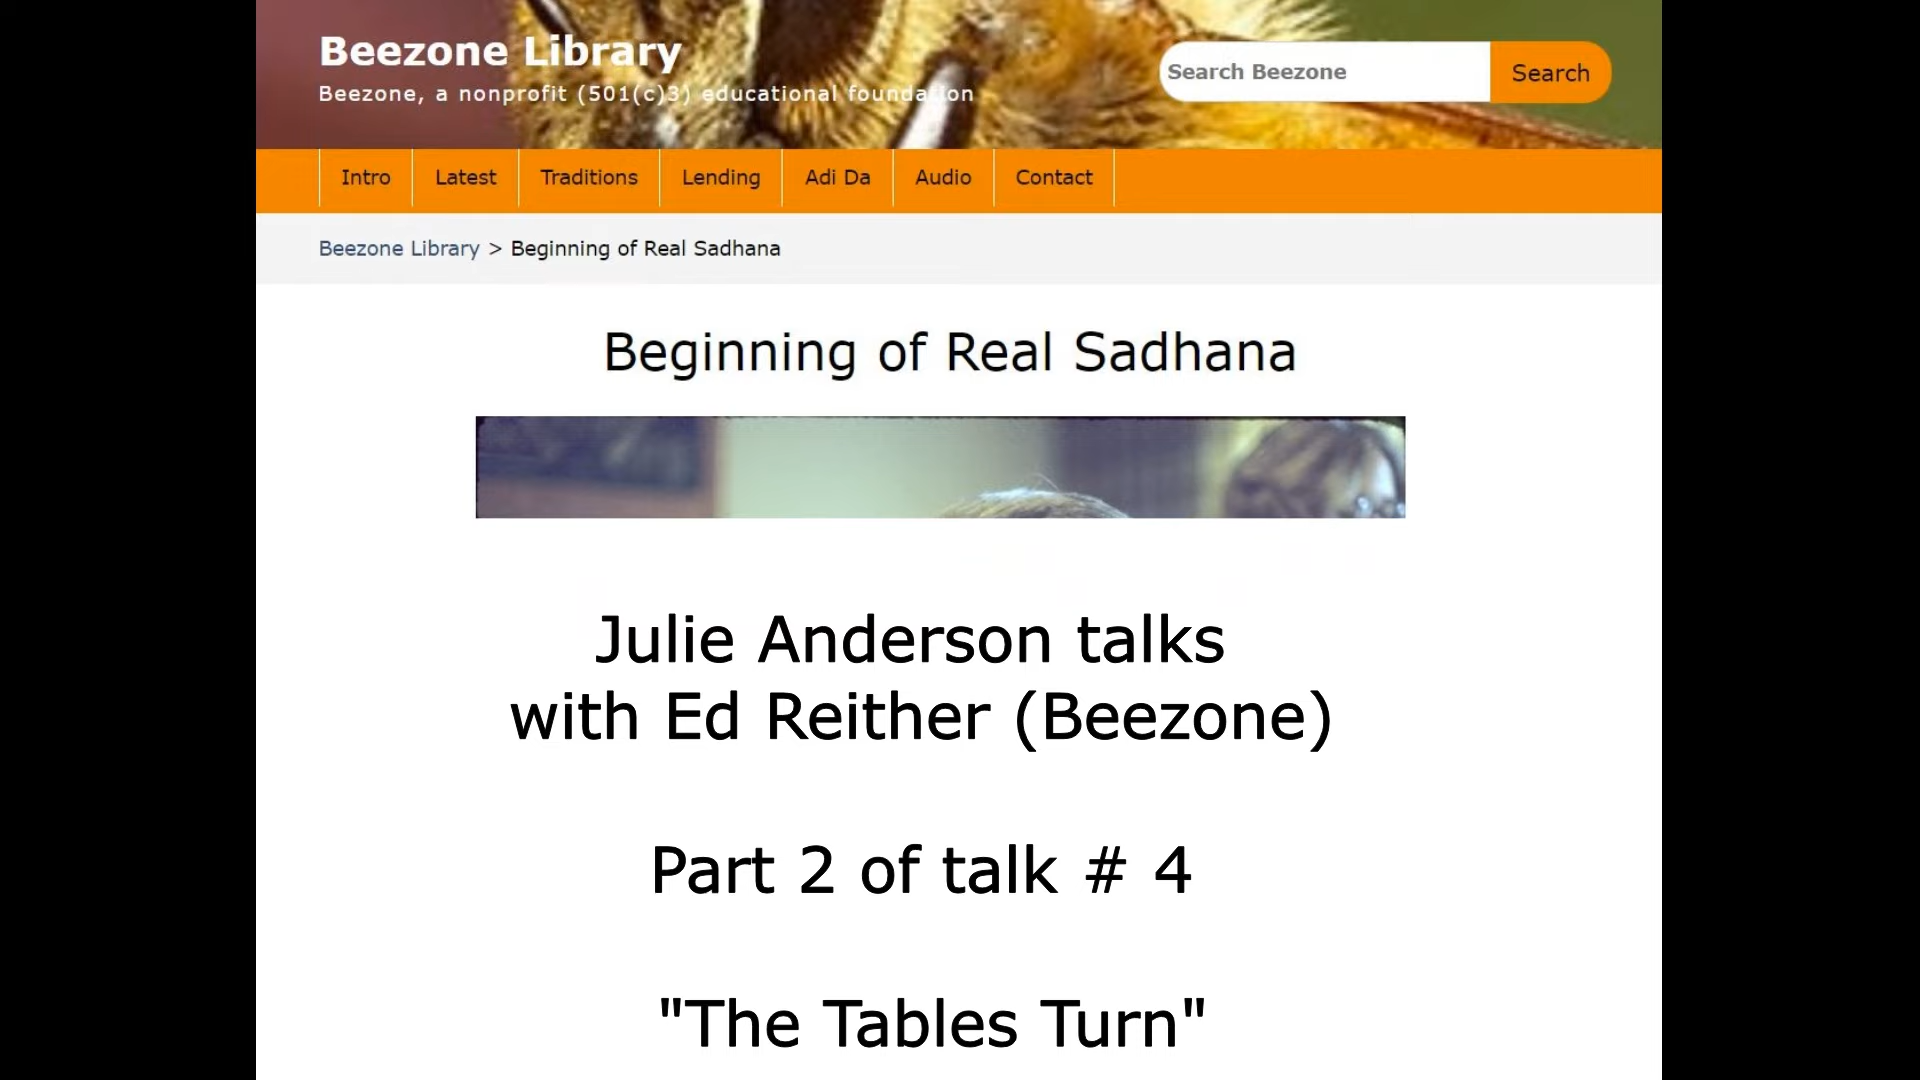 Beezone Library
Beezone, a nonprofit (501(c)3) educational foundation
Search Beezone
Search
Intro
Latest
Traditions
Lending
Adi Da
Audio
Contact
Beezone Library > Beginning of Real Sadhana
Beginning of Real Sadhana
Julie Anderson talks
with Ed Reither (Beezone)
Part 2 of talk # 4
"The Tables Turn"